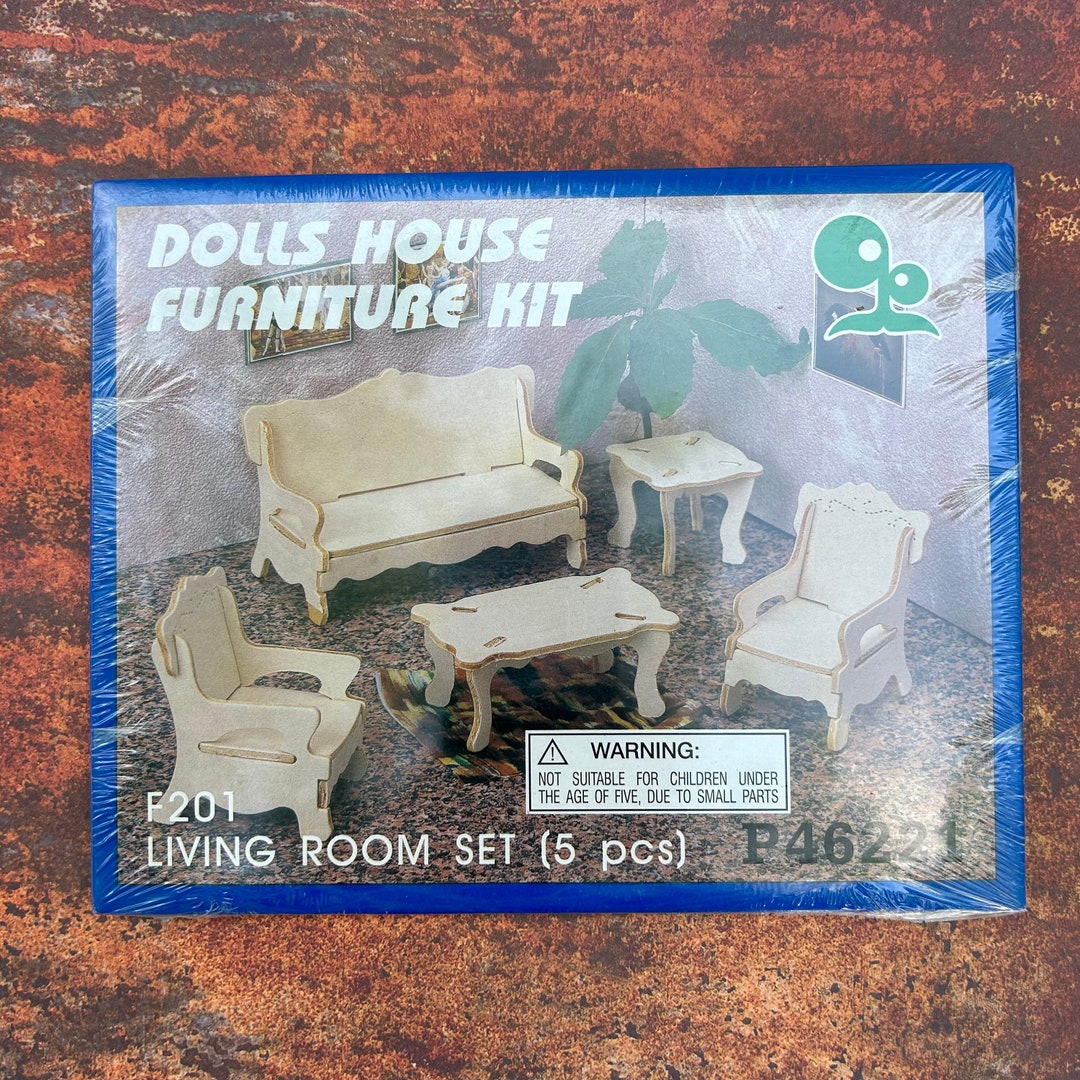 DOLLS HOUSE
FURNITURE KIT
WARNING:
NOT SUITABLE FOR CHILDREN UNDER
THE AGE OF FIVE, DUE TO SMALL PARTS
F201
LIVING ROOM SET (5 pcs)
P46221